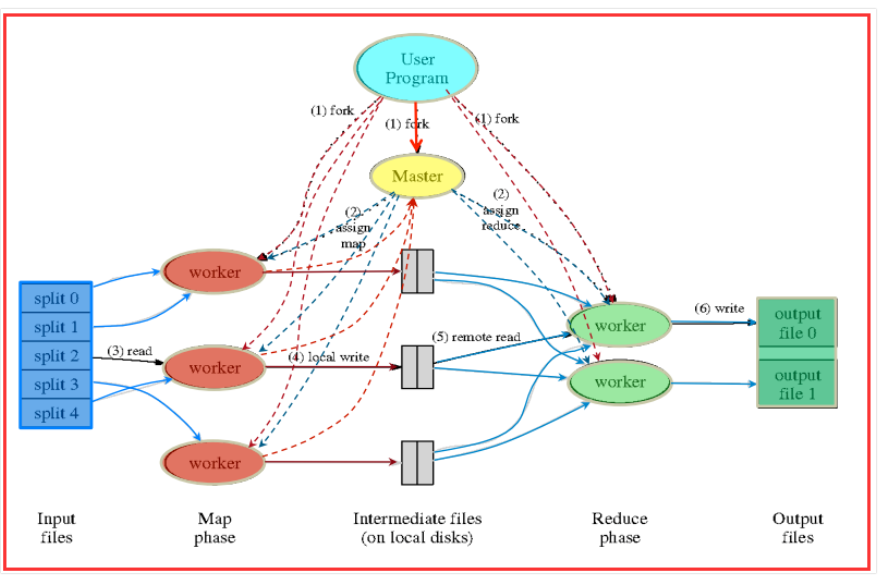 User
Program
(1) fork
(1) fork
(1) fork
Master
(2)
assign
map
(2)
assign
reduce
worker
split 0
split 1
split 2
split 3
split 4
(3) read
worker
(4) local write
(5) remote read
worker
worker
worker
(6) write
output
file 0
output
file 1
Input
files
Map
phase
Intermediate files
(on local disks)
Reduce
phase
Output
files